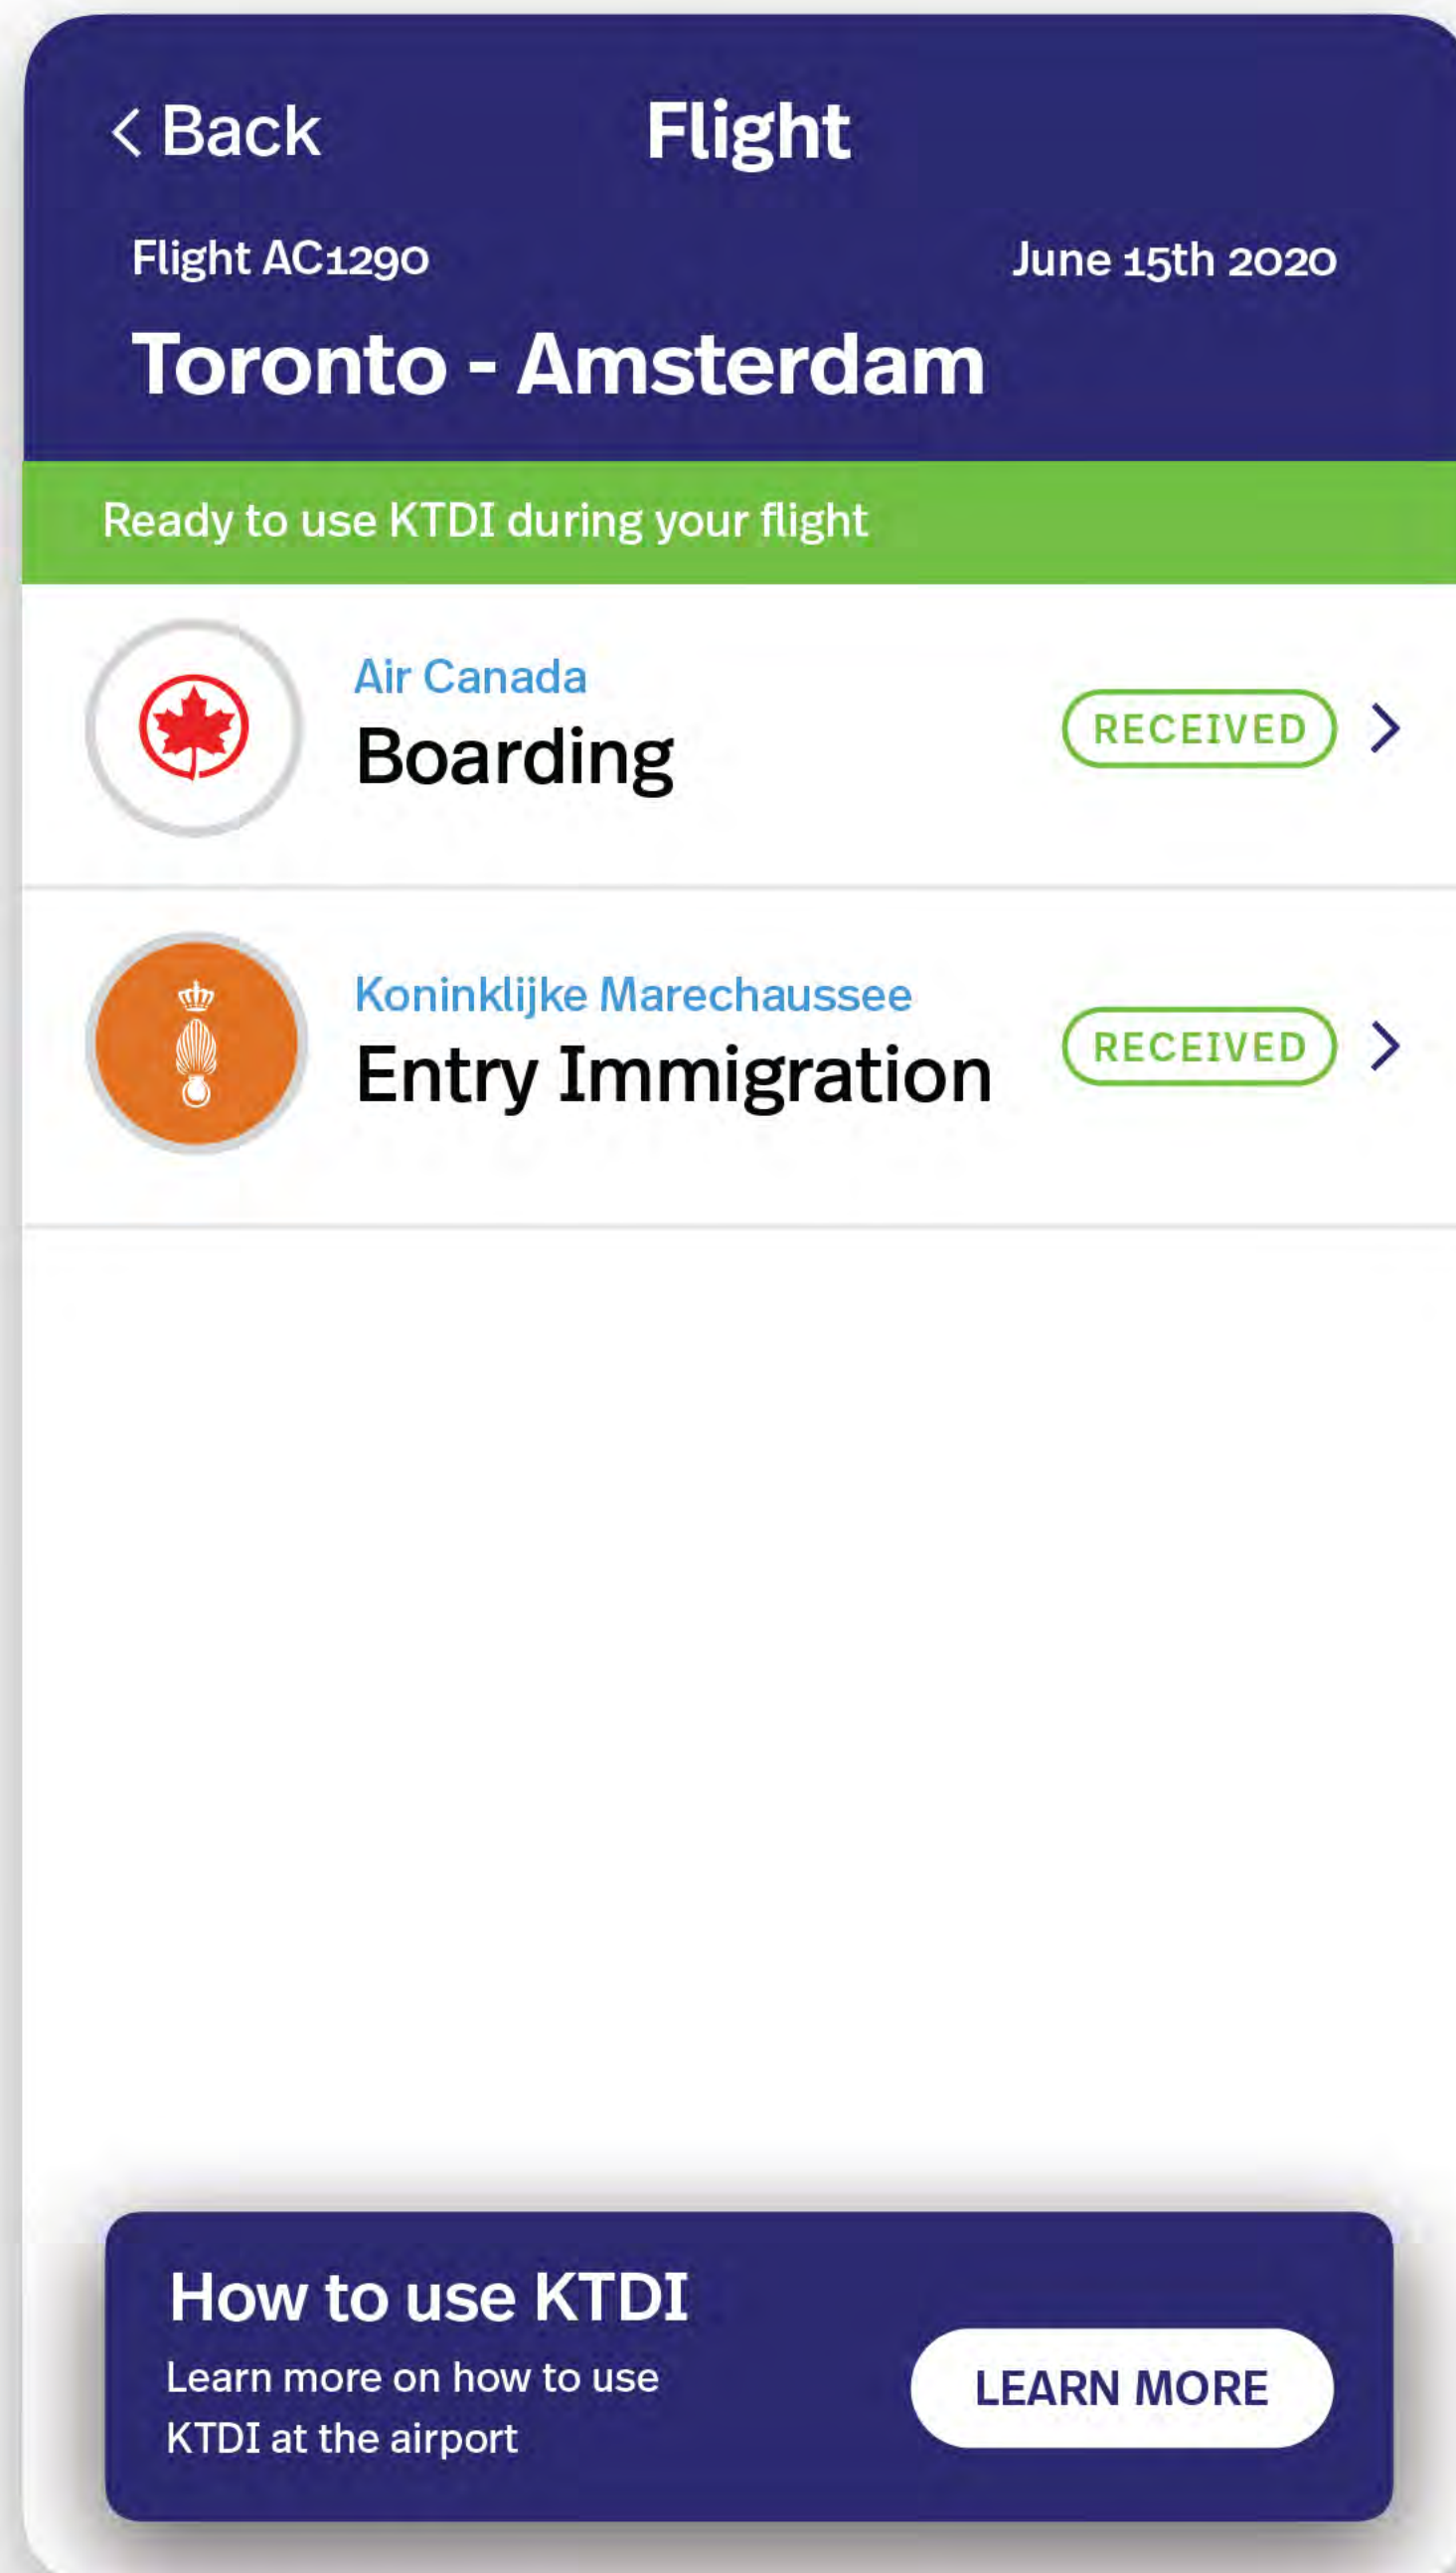 Back
Flight
Flight AC1290
June 15th 2020
Toronto - Amsterdam
Ready to use KTDI during your flight
Air Canada
Boarding
RECEIVED
Koninklijke Marechaussee
Entry Immigration
RECEIVED
How to use KTDI
Learn more on how to use
KTDI at the airport
LEARN MORE